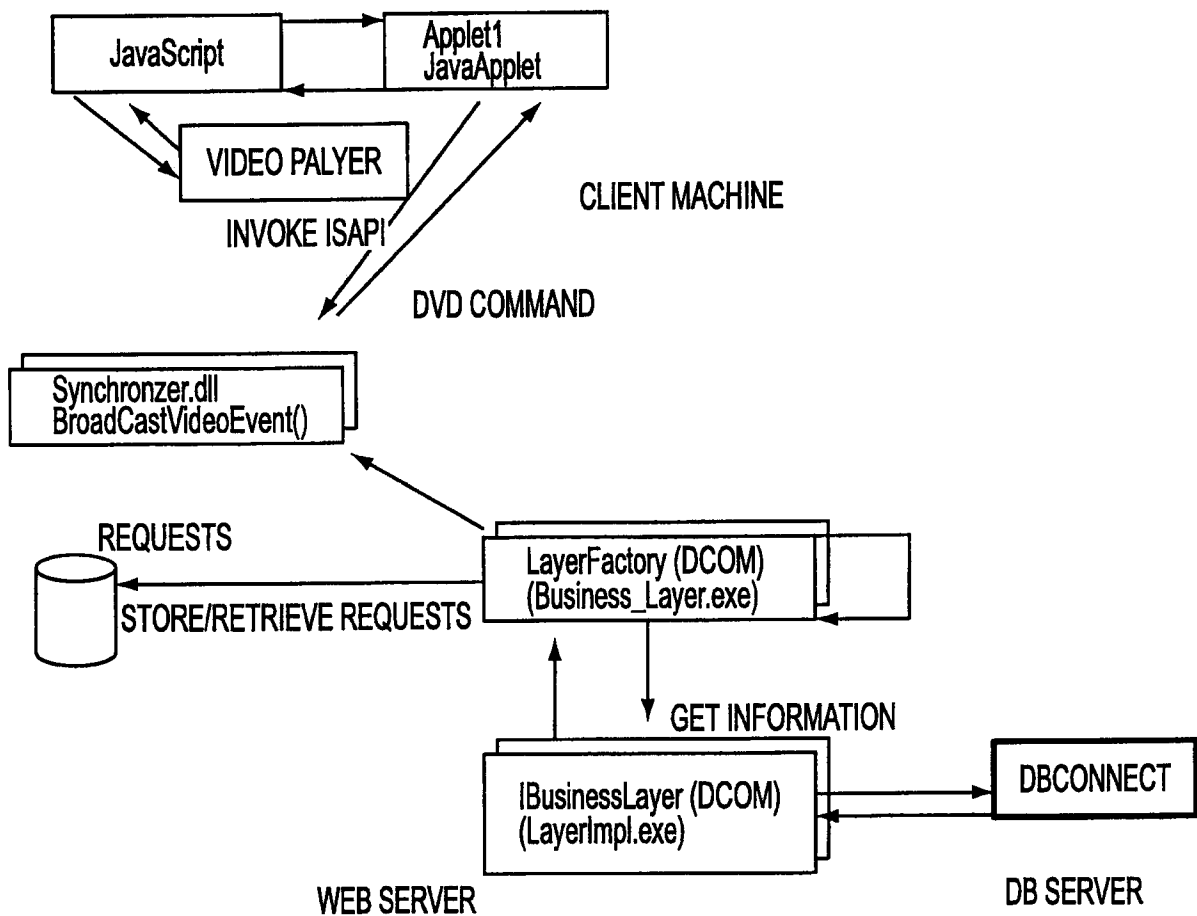 JavaScript
Applet1
JavaApplet
VIDEO PALYER
CLIENT MACHINE
INVOKE ISAPI
DVD COMMAND
Synchronzer.dll
BroadCastVideoEvent()
REQUESTS
LayerFactory (DCOM)
(Business_Layer.exe)
STORE/RETRIEVE REQUESTS
GET INFORMATION
IBusinessLayer (DCOM)
(LayerImpl.exe)
DBCONNECT
WEB SERVER
DB SERVER